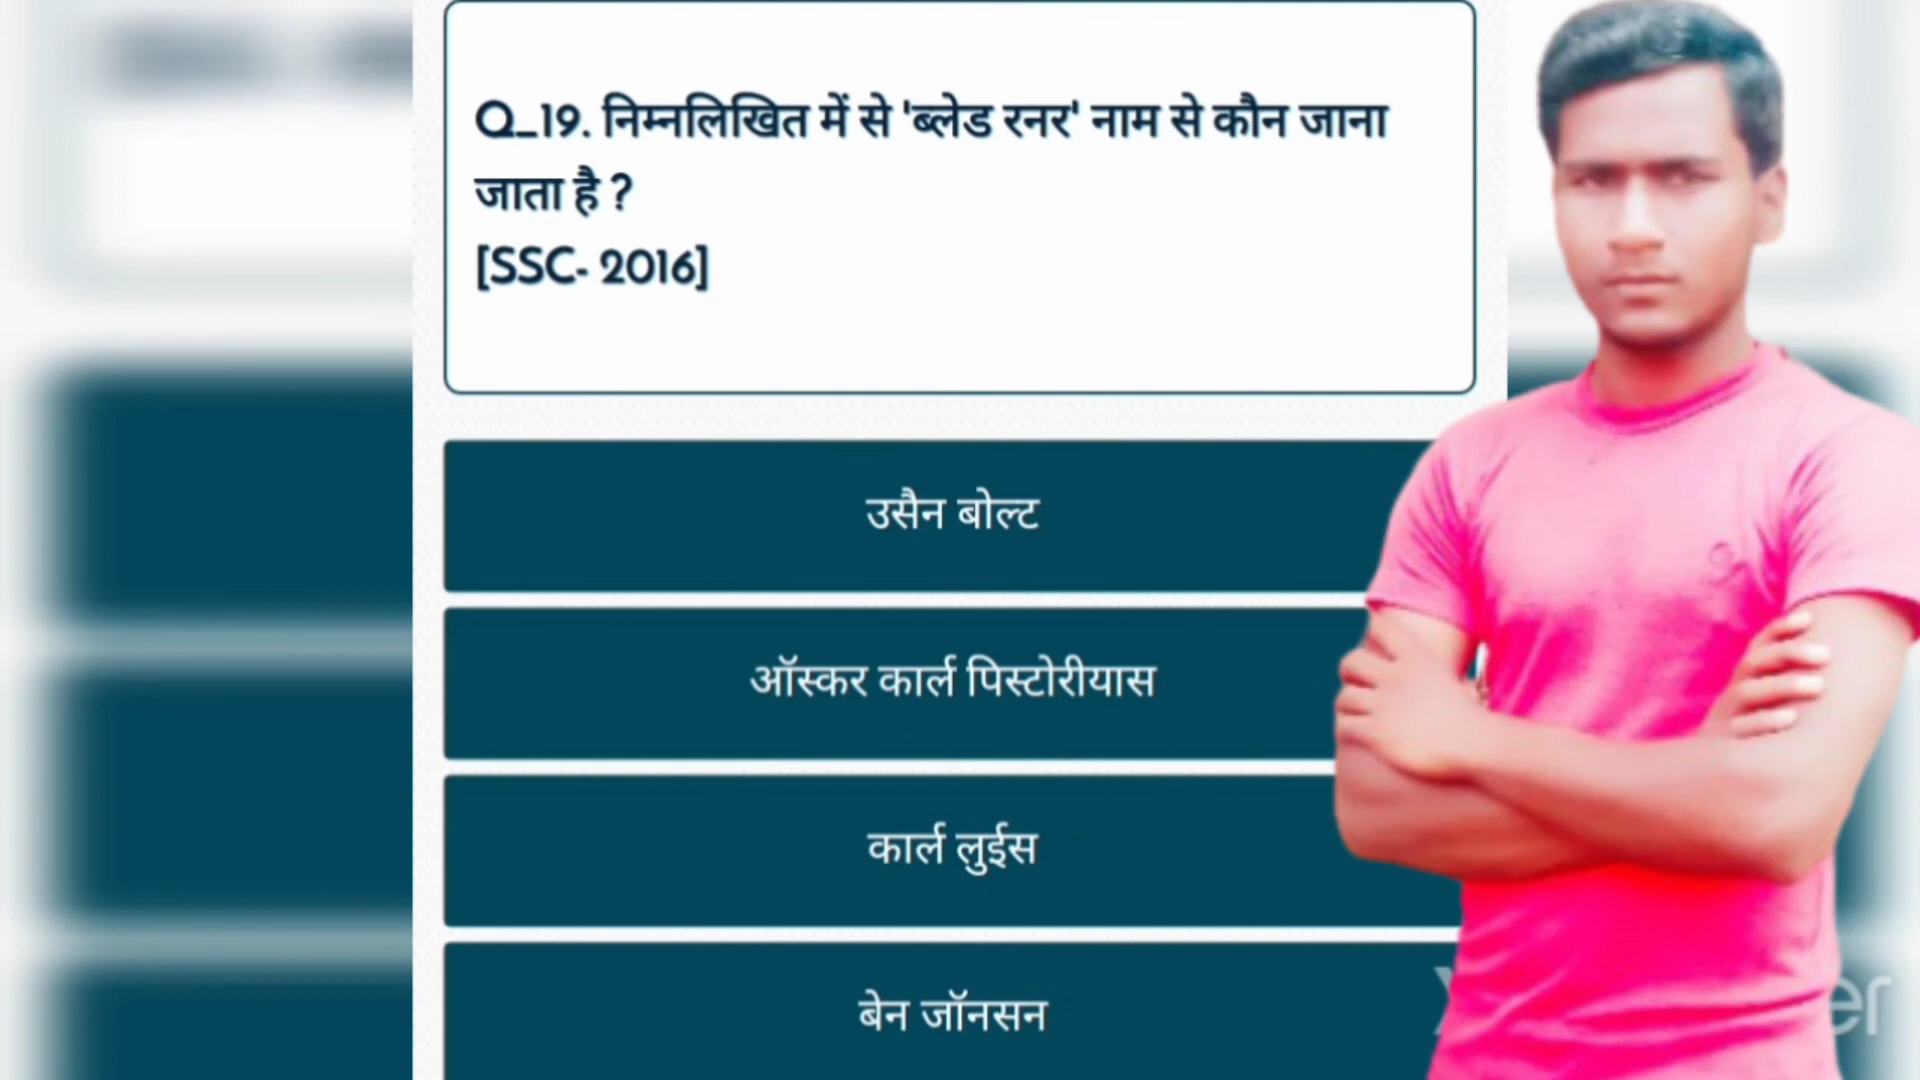 Q_19. निम्नलिखित में से 'ब्लेड रनर' नाम से कौन जाना
जाता है ?
[SSC- 2016]
उसैन बोल्ट
ऑस्कर कार्ल पिस्टोरीयास
कार्ल लुईस
बेन जॉनसन